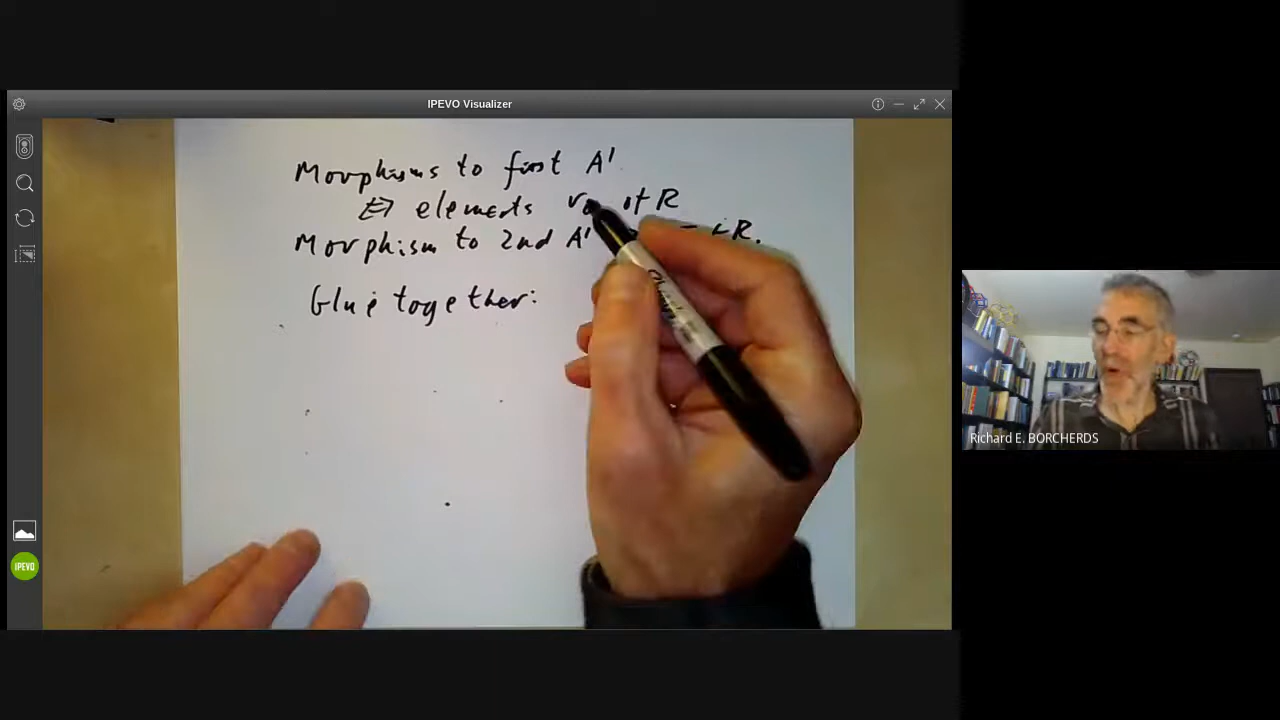 IPEVO Visualizer
Morphisms to first A¹.
⇔ elements of R
Morphism to 2nd A¹ R.
Glue together:
IPEVO
Richard E. BORCHERDS